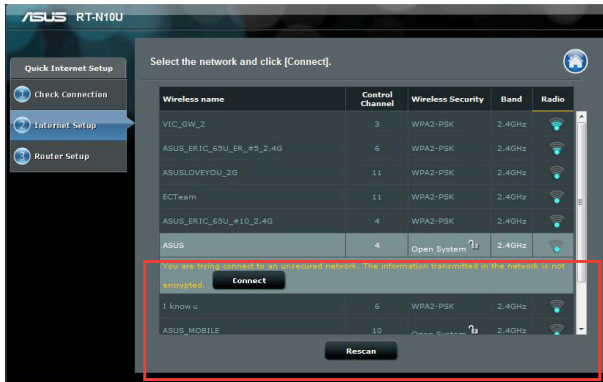 ASUS RT-N10U
Quick Internet Setup
1 Check Connection
2 Internet Setup
3 Router Setup
Select the network and click [Connect].
Wireless name Control Channel Wireless Security Band Radio
VIC_GW_2 3 WPA2-PSK 2.4GHz
ASUS_ERIC_65U_ER_#5_2.4G 6 WPA2-PSK 2.4GHz
ASUSLOVEYOU_2G 11 WPA2-PSK 2.4GHz
ECTeam 11 WPA2-PSK 2.4GHz
ASUS_ERIC_65U_#10_2.4G 4 WPA2-PSK 2.4GHz
ASUS 4 Open System 2.4GHz
You are trying connect to an unsecured network. The information transmitted in the network is not
encrypted. Connect
I know u 6 WPA2-PSK 2.4GHz
ASUS_MOBILE 10 Open System 2.4GHz
Rescan